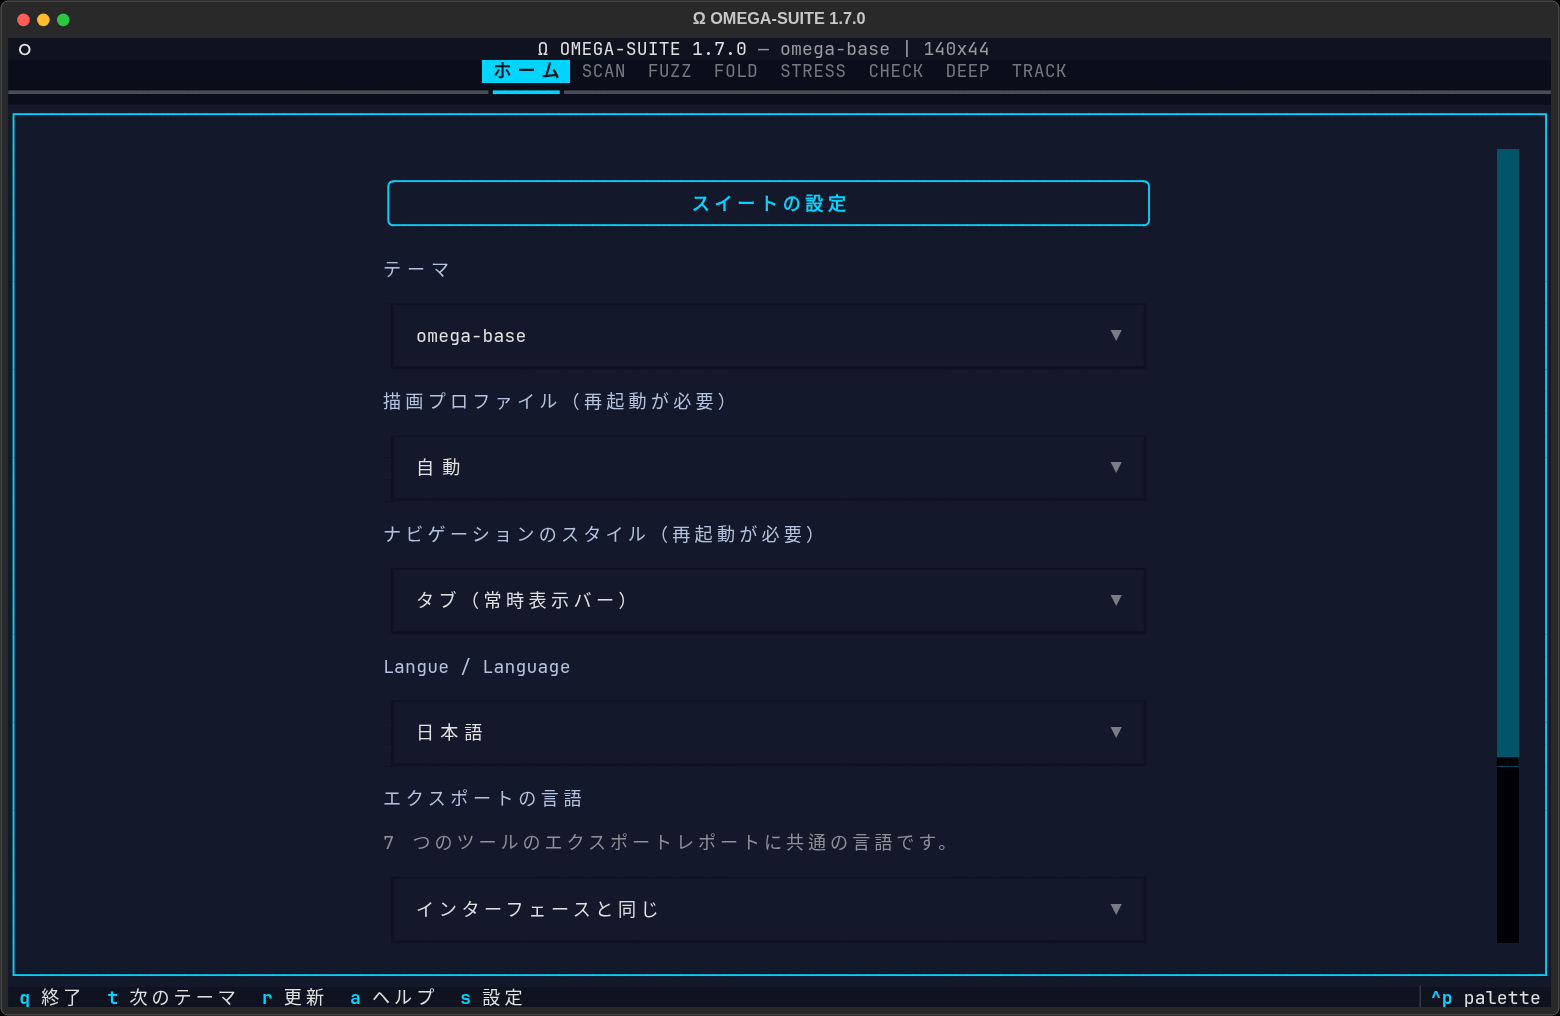 Ω OMEGA-SUITE 1.7.0
Ω OMEGA-SUITE 1.7.0 — omega-base | 140x44
ホーム SCAN FUZZ FOLD STRESS CHECK DEEP TRACK
スイートの設定
テーマ
omega-base ▼
描画プロファイル（再起動が必要）
自動 ▼
ナビゲーションのスタイル（再起動が必要）
タブ（常時表示バー） ▼
Langue / Language
日本語 ▼
エクスポートの言語
7 つのツールのエクスポートレポートに共通の言語です。
インターフェースと同じ ▼
q 終了 t 次のテーマ r 更新 a ヘルプ s 設定 ^p palette